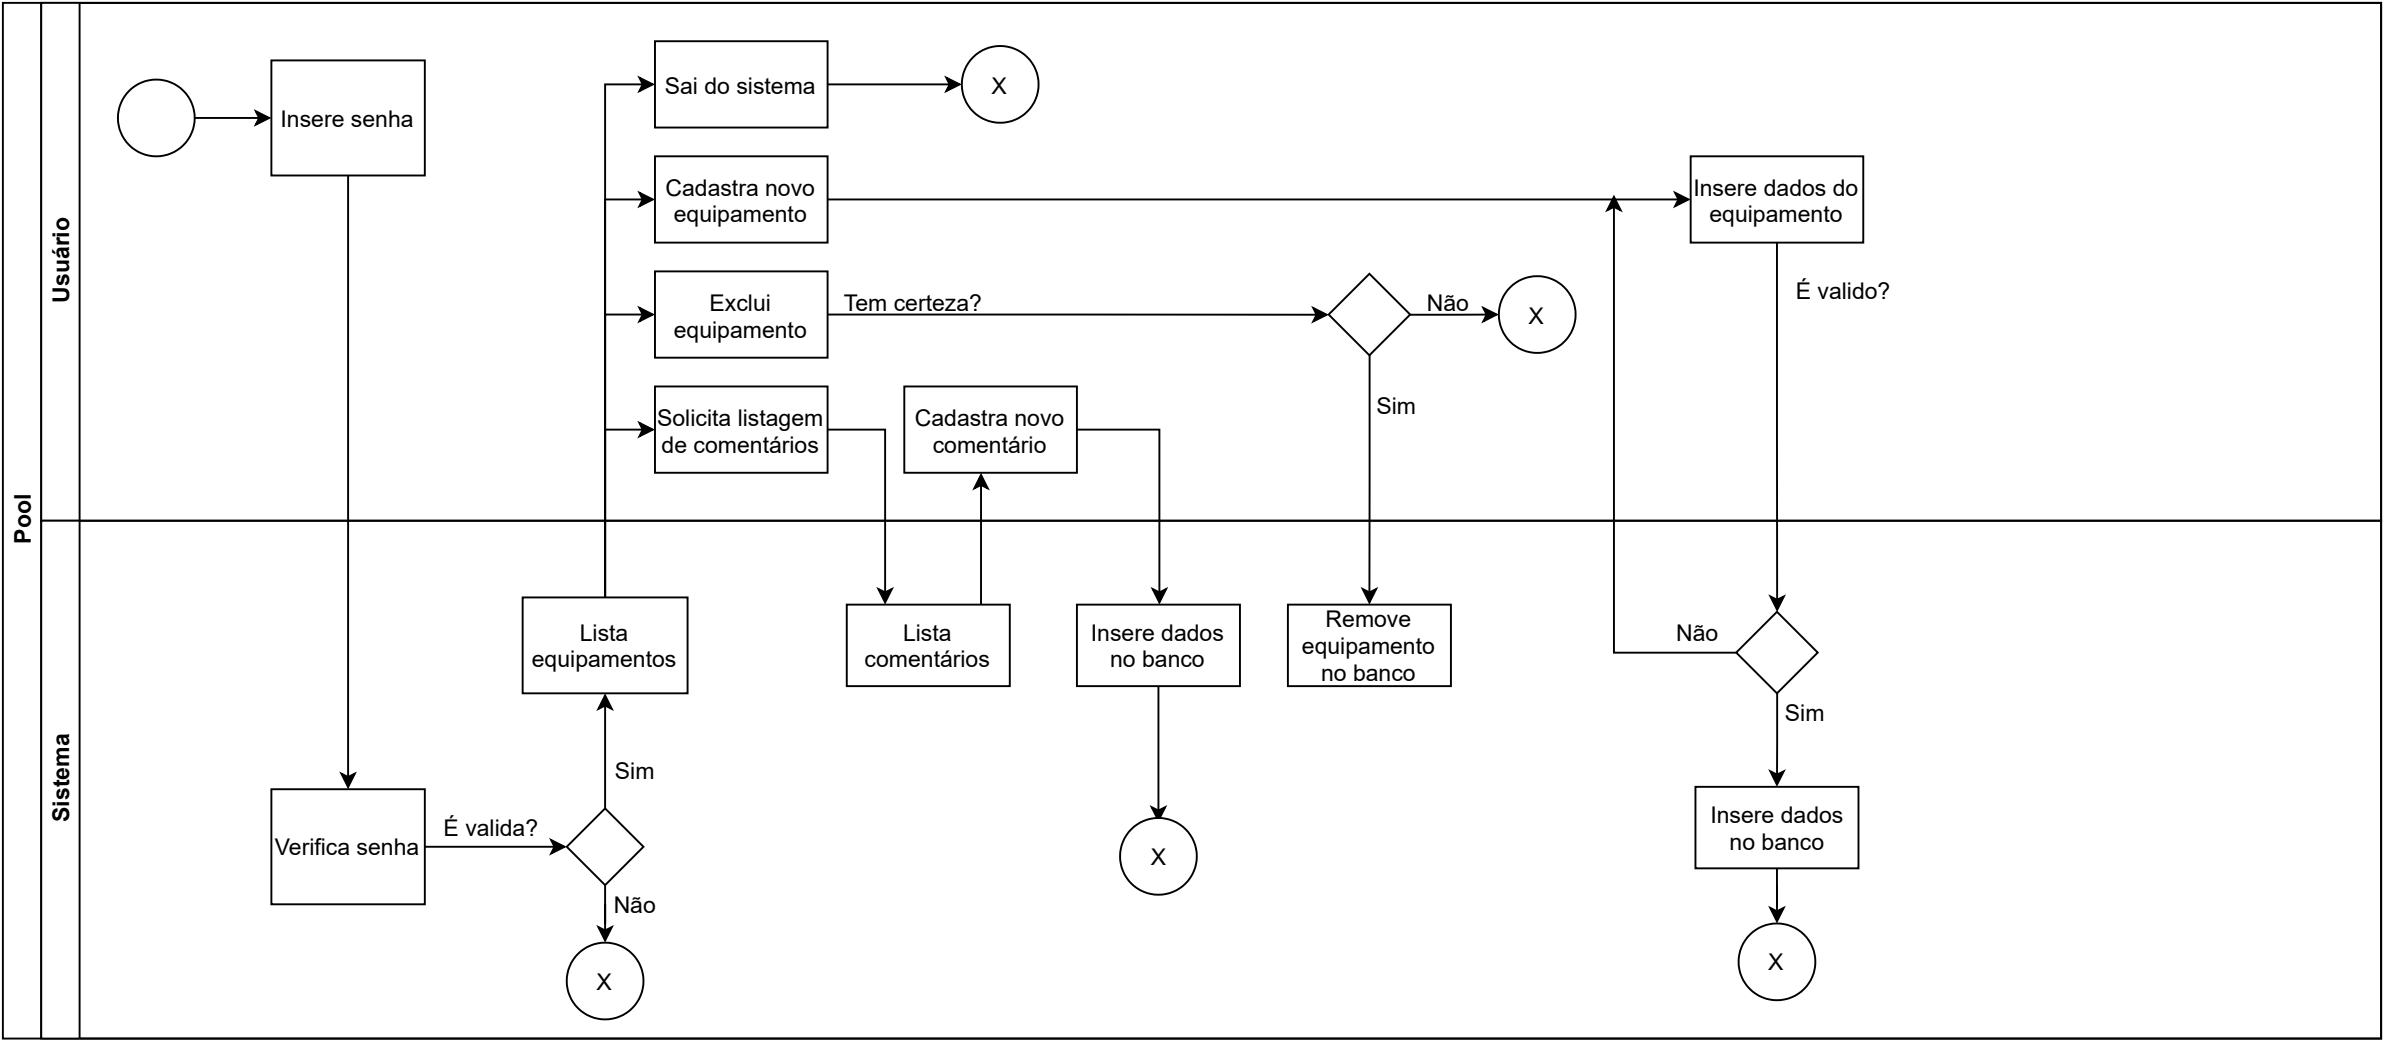 Pool
Usuário
Sistema
Insere senha
Sai do sistema
X
Cadastra novo
equipamento
Insere dados do
equipamento
É valido?
Exclui
equipamento
Tem certeza?
Não
X
Sim
Solicita listagem
de comentários
Cadastra novo
comentário
Lista
equipamentos
Lista
comentários
Insere dados
no banco
Remove
equipamento
no banco
Não
Sim
Sim
Verifica senha
É valida?
Não
X
X
Insere dados
no banco
X